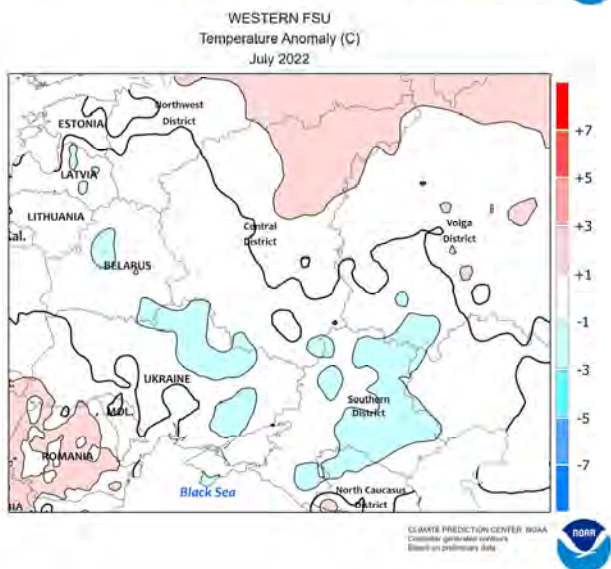 WESTERN FSU
Temperature Anomaly (C)
July 2022
Northwest
District
ESTONIA
LATVIA
LITHUANIA
al.
Central
District
Volga
District
BELARUS
UKRAINE
MOL.
Southern
District
ROMANIA
Black Sea
North Caucasus
District
IA
+7
+5
+3
+1
-1
-3
-5
-7
CLIMATE PREDICTION CENTER NOAA
Computer generated contours
Based on preliminary data
NOAA